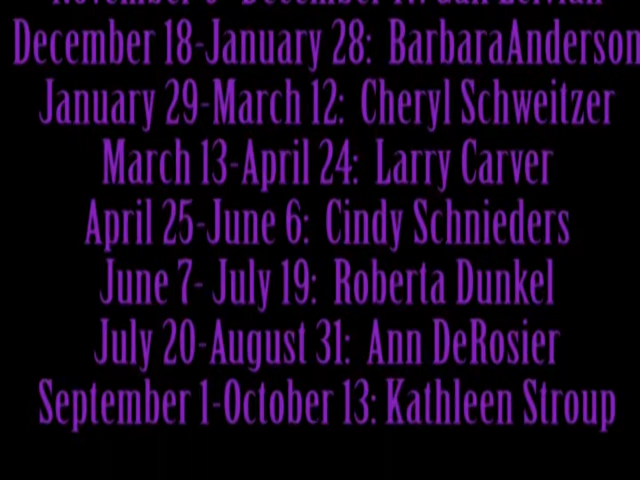 December 18-January 28: BarbaraAnderson
January 29-March 12: Cheryl Schweitzer
March 13-April 24: Larry Carver
April 25-June 6: Cindy Schnieders
June 7- July 19: Roberta Dunkel
July 20-August 31: Ann DeRosier
September 1-October 13: Kathleen Stroup